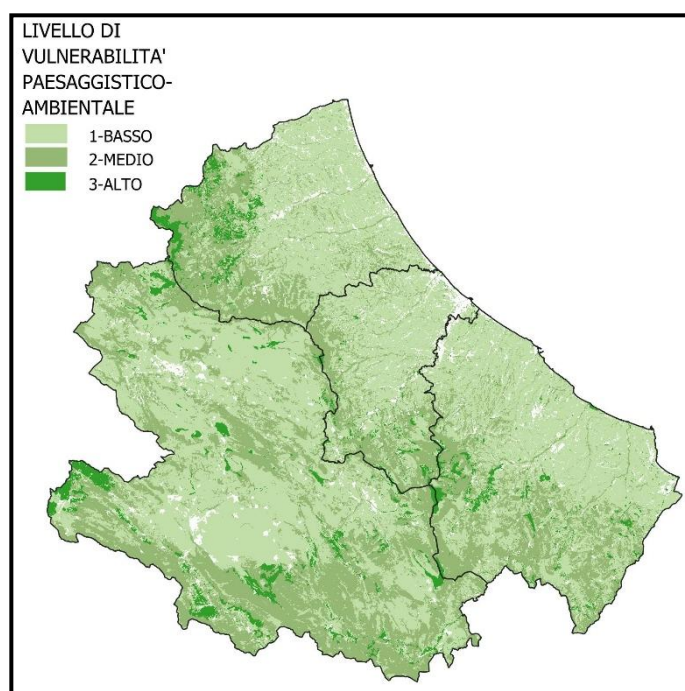 LIVELLO DI
VULNERABILITA'
PAESAGGISTICO-
AMBIENTALE
1-BASSO
2-MEDIO
3-ALTO